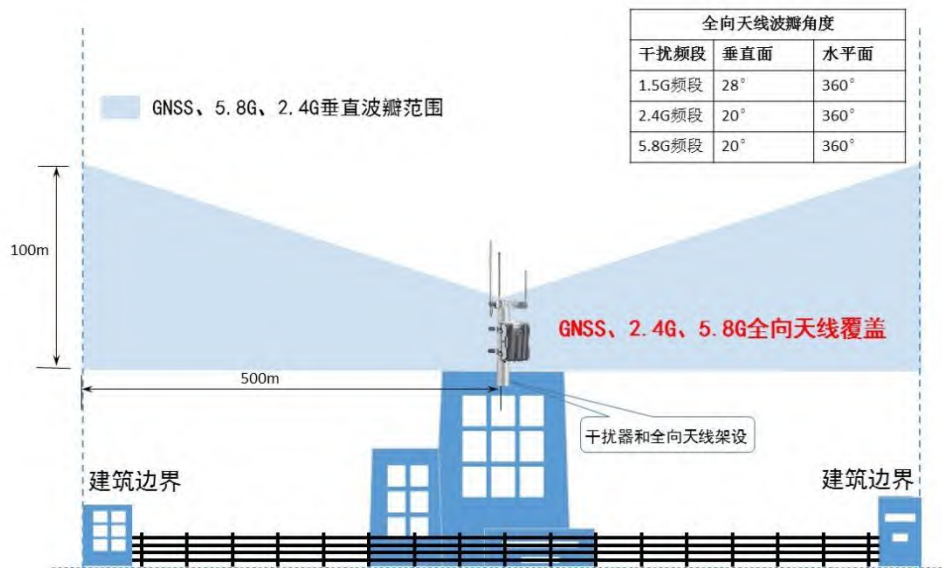 全向天线波瓣角度
干扰频段 垂直面 水平面
1.5G频段 28° 360°
2.4G频段 20° 360°
5.8G频段 20° 360°
GNSS、5.8G、2.4G垂直波瓣范围
100m
GNSS、2.4G、5.8G全向天线覆盖
500m
干扰器和全向天线架设
建筑边界
建筑边界